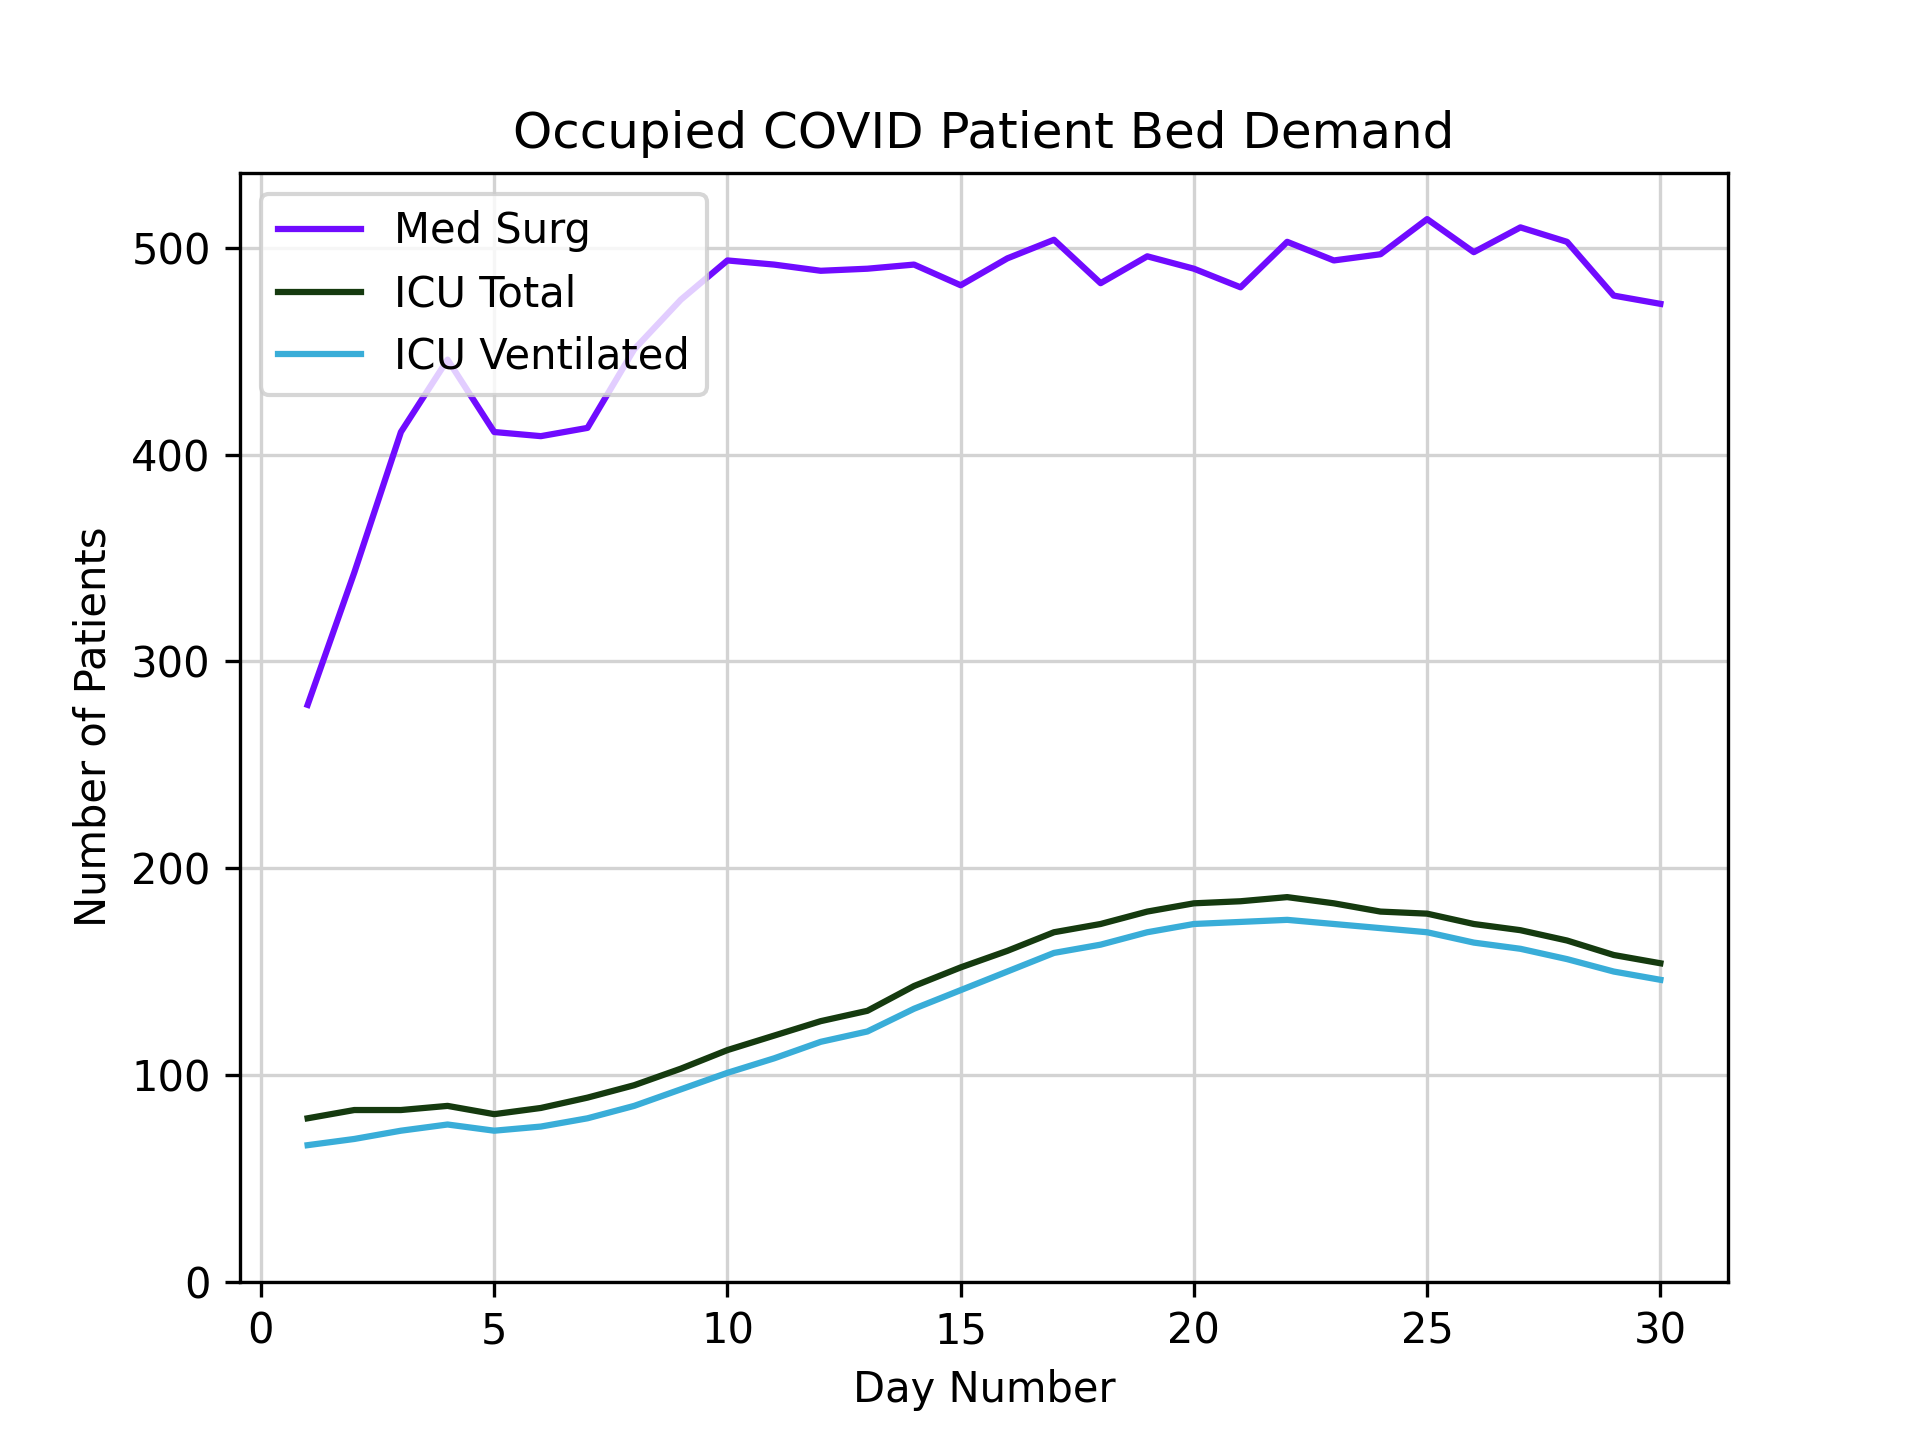 Occupied COVID Patient Bed Demand
Med Surg
ICU Total
ICU Ventilated
500
400
300
200
100
0
Number of Patients
0 5 10 15 20 25 30
Day Number